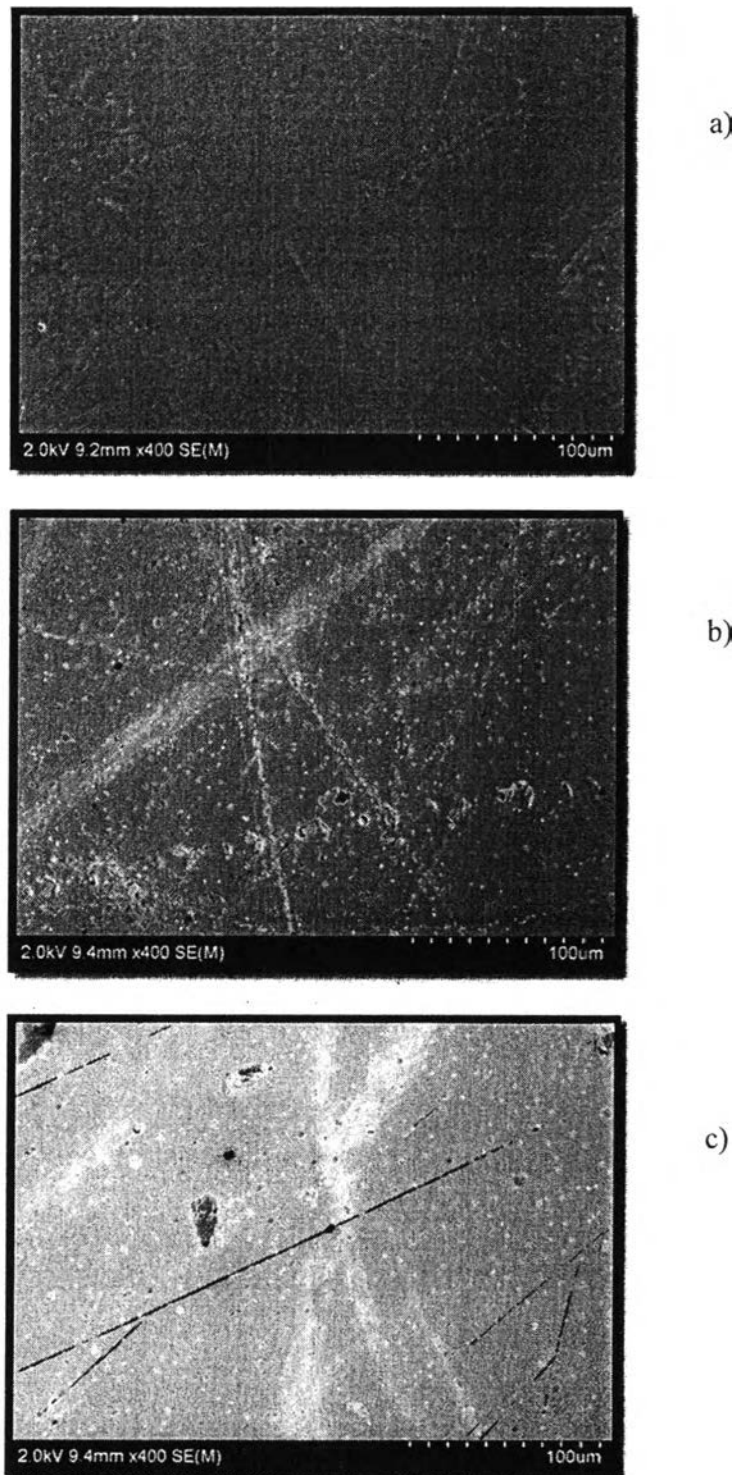 a)
2.0kV 9.2mm x400 SE(M) 100um
b)
2.0kV 9.4mm x400 SE(M) 100um
c)
2.0kV 9.4mm x400 SE(M) 100um